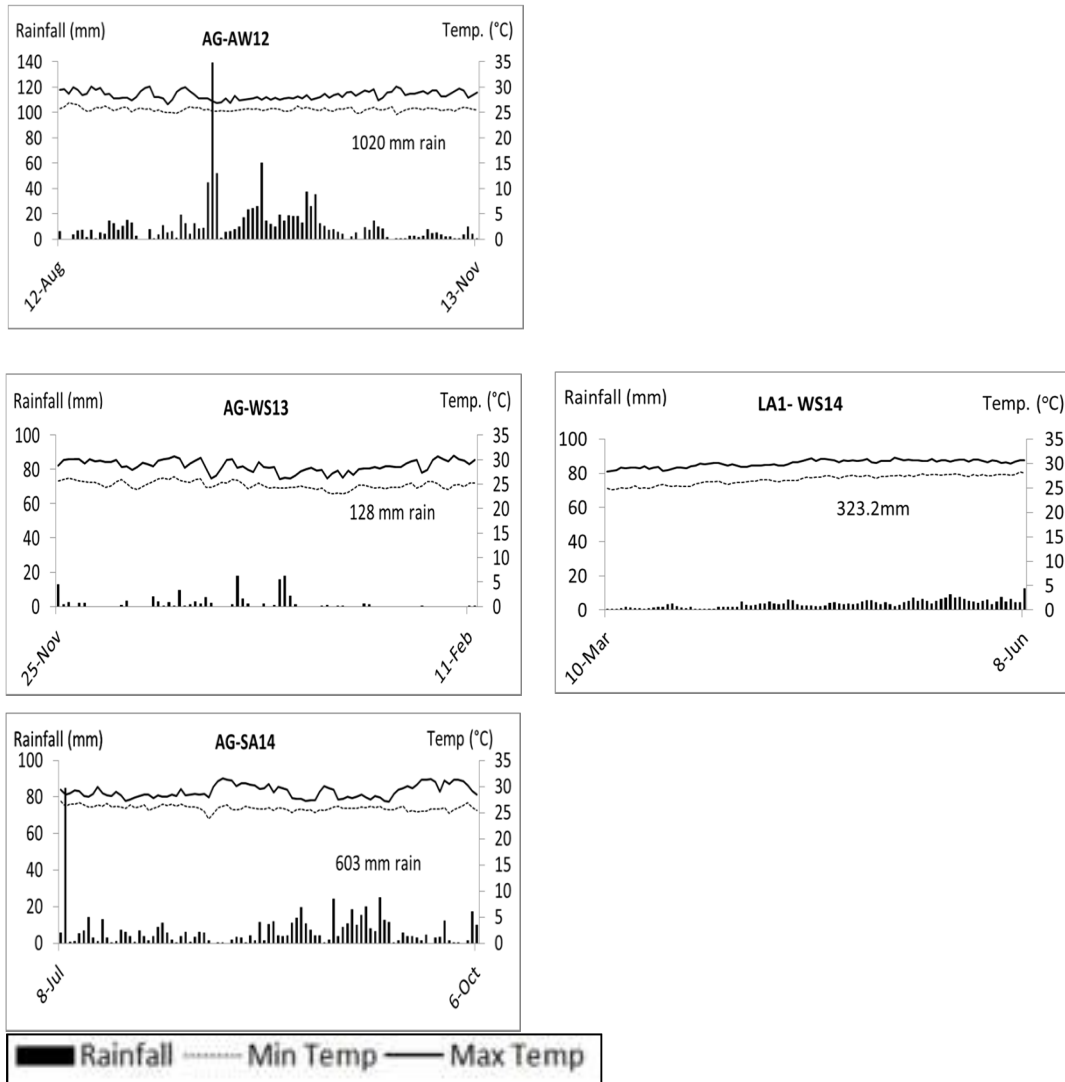 Rainfall (mm) AG-AW12 Temp. (°C)
140 35
120 30
100 25
80 20
1020 mm rain
60 15
40 10
20 5
0 0
12-Aug 13-Nov
Rainfall (mm) AG-WS13 Temp. (°C)
100 35
80 30
25
60 20
128 mm rain
40 15
20 10
5
0 0
25-Nov 11-Feb
Rainfall (mm) LA1- WS14 Temp. (°C)
100 35
80 30
25
60 20
323.2mm
40 15
20 10
5
0 0
10-Mar 8-Jun
Rainfall (mm) AG-SA14 Temp (°C)
100 35
80 30
25
60 20
603 mm rain
40 15
20 10
5
0 0
8-Jul 6-Oct
Rainfall Min Temp Max Temp